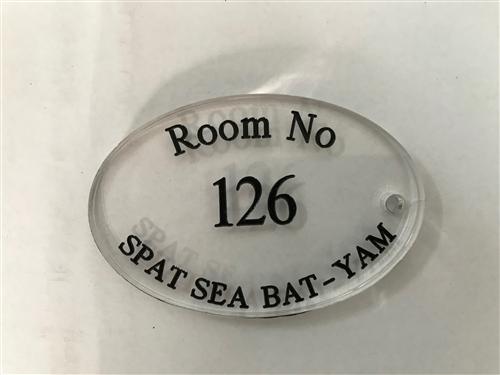 Room No
126
SPAT SEA BAT-YAM